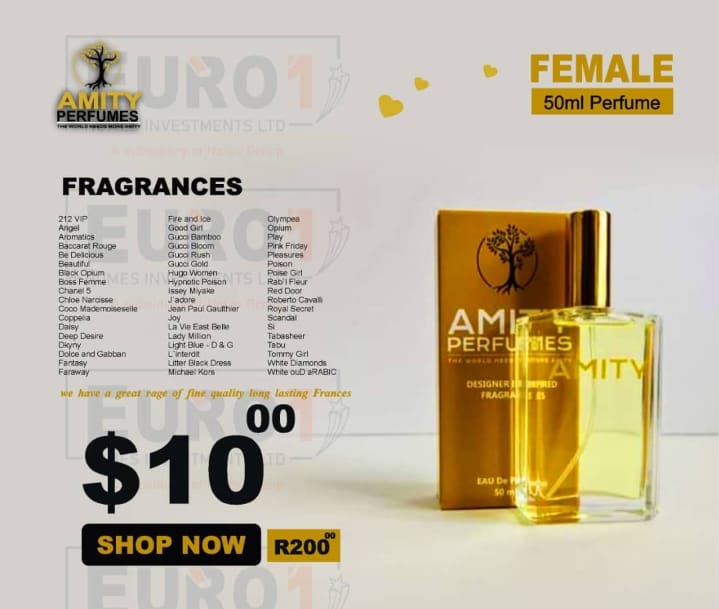 AMITY
PERFUMES
THE WORLD NEEDS MORE AMITY
EURO1
INVESTMENTS LTD
FEMALE
50ml Perfume
FRAGRANCES
212 VIP
Angel
Aromatics
Baccarat Rouge
Be Delicious
Beautiful
Black Opium
Boss Femme
Chanel 5
Chloe Narcisse
Coco Mademoiseselle
Coppelia
Daisy
Deep Desire
Dkyny
Dolce and Gabban
Fantasy
Faraway
Fire and Ice
Good Girl
Gucci Bamboo
Gucci Bloom
Gucci Rush
Gucci Gold
Hugo Women
Hypnotic Poison
Issey Miyake
J`adore
Jean Paul Gaulthier
Joy
La Vie East Belle
Lady Million
Light Blue - D & G
L`interdit
Litter Black Dress
Michael Kors
Olympea
Opium
Play
Pink Friday
Pleasures
Poison
Poise Girl
Rab`l Fleur
Red Door
Roberto Cavalli
Royal Secret
Scandal
Si
Tabasheer
Tabu
Tommy Girl
White Diamonds
White ouD aRABIC
we have a great rage of fine quality long lasting Frances
$10 00
SHOP NOW
R200 00
AMITY
PERFUMES
THE WORLD NEEDS MORE AMITY
DESIGNER
FRAGRANCES
EAU De
50 ml
AMITY
EURO1
EURO1
EURO1